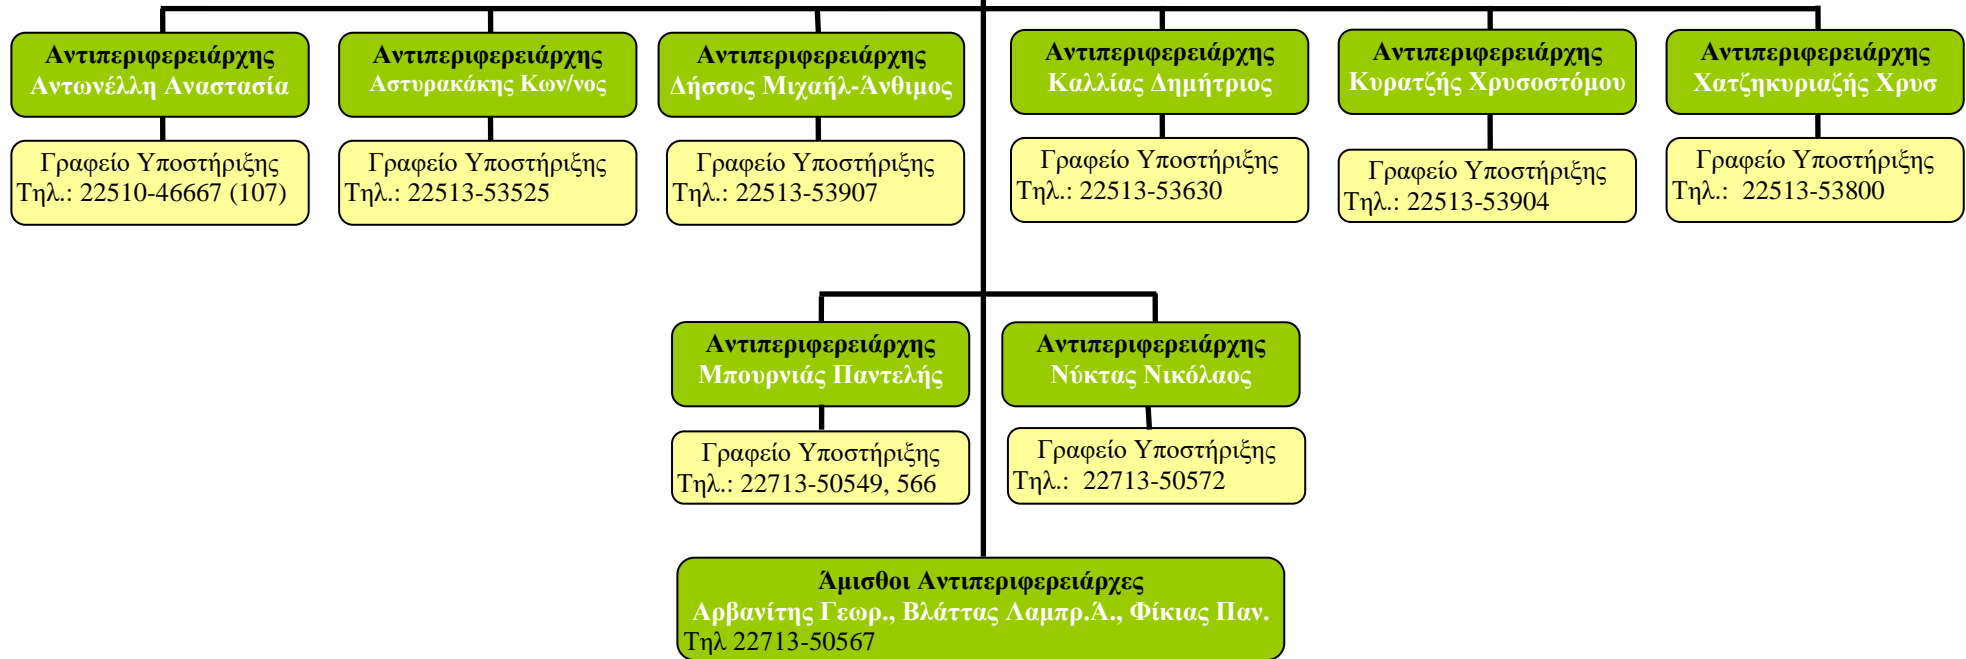 Αντιπεριφερειάρχης
Αντωνέλλη Αναστασία
Γραφείο Υποστήριξης
Τηλ.: 22510-46667 (107)
Αντιπεριφερειάρχης
Αστυρακάκης Κων/νος
Γραφείο Υποστήριξης
Τηλ.: 22513-53525
Αντιπεριφερειάρχης
Δήσσος Μιχαήλ-Άνθιμος
Γραφείο Υποστήριξης
Τηλ.: 22513-53907
Αντιπεριφερειάρχης
Καλλίας Δημήτριος
Γραφείο Υποστήριξης
Τηλ.: 22513-53630
Αντιπεριφερειάρχης
Κυρατζής Χρυσοστόμου
Γραφείο Υποστήριξης
Τηλ.: 22513-53904
Αντιπεριφερειάρχης
Χατζηκυριαζής Χρυσ
Γραφείο Υποστήριξης
Τηλ.: 22513-53800
Αντιπεριφερειάρχης
Μπουρνιάς Παντελής
Γραφείο Υποστήριξης
Τηλ.: 22713-50549, 566
Αντιπεριφερειάρχης
Νύκτας Νικόλαος
Γραφείο Υποστήριξης
Τηλ.: 22713-50572
Άμισθοι Αντιπεριφερειάρχες
Αρβανίτης Γεωρ., Βλάττας Λαμπρ.Ά., Φίκιας Παν.
Τηλ 22713-50567